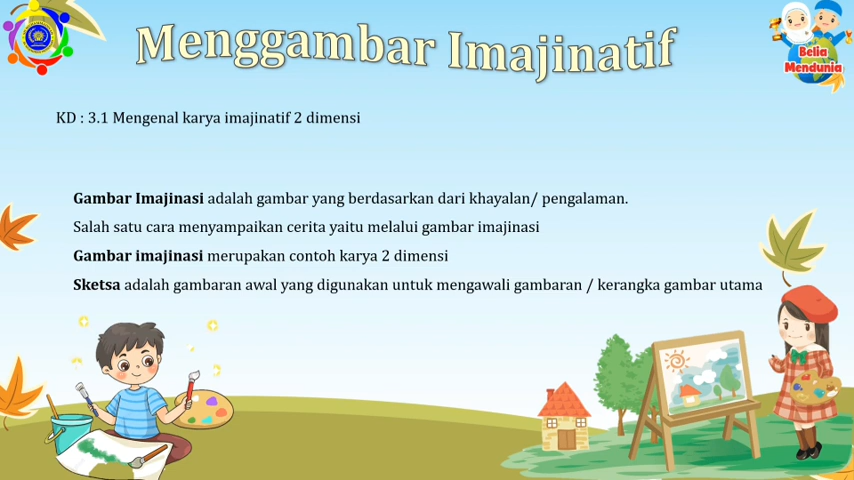 Menggambar Imajinatif
Belia
Mendunia
KD : 3.1 Mengenal karya imajinatif 2 dimensi
Gambar Imajinasi adalah gambar yang berdasarkan dari khayalan/ pengalaman.
Salah satu cara menyampaikan cerita yaitu melalui gambar imajinasi
Gambar imajinasi merupakan contoh karya 2 dimensi
Sketsa adalah gambaran awal yang digunakan untuk mengawali gambaran / kerangka gambar utama